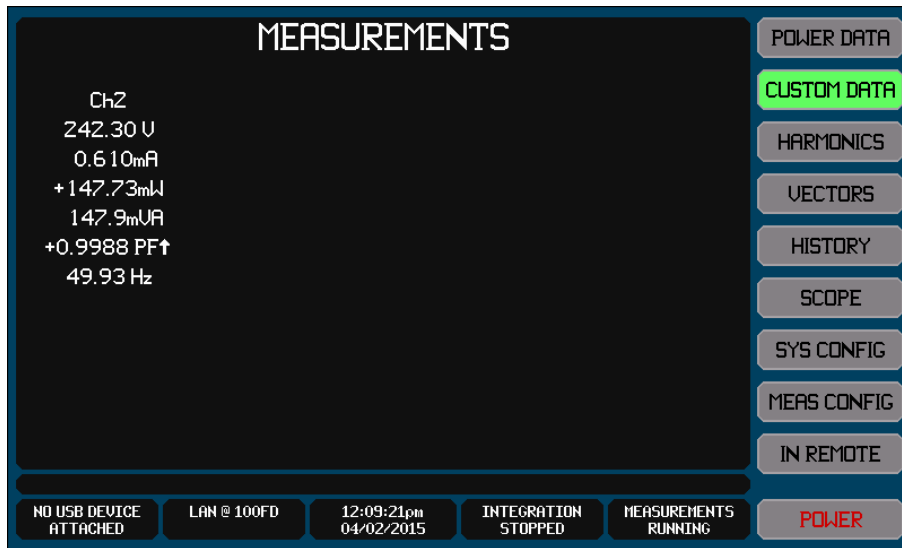 MEASUREMENTS
Ch2
242.30 V
0.610mA
+147.73mW
147.9mVA
+0.9988 PF↑
49.93 Hz
POWER DATA
CUSTOM DATA
HARMONICS
VECTORS
HISTORY
SCOPE
SYS CONFIG
MEAS CONFIG
IN REMOTE
POWER
NO USB DEVICE
ATTACHED
LAN @ 100FD
12:09:21pm
04/02/2015
INTEGRATION
STOPPED
MEASUREMENTS
RUNNING